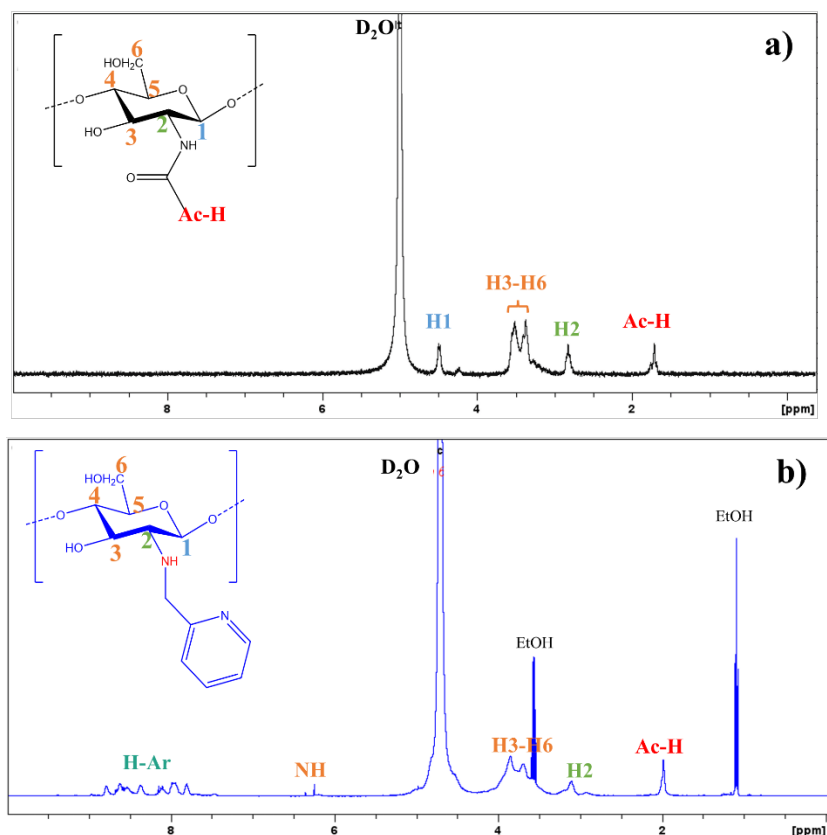 D₂O
a)
6
HOH₂C
4
5
O
O
O
HO
3
2
1
NH
O
Ac-H
H3-H6
H1
H2
Ac-H
8
6
4
2
[ppm]
b)
D₂O
6
HOH₂C
4
5
O
O
O
HO
3
2
1
NH
N
EtOH
EtOH
H-Ar
NH
H3-H6
H2
Ac-H
8
6
4
2
[ppm]